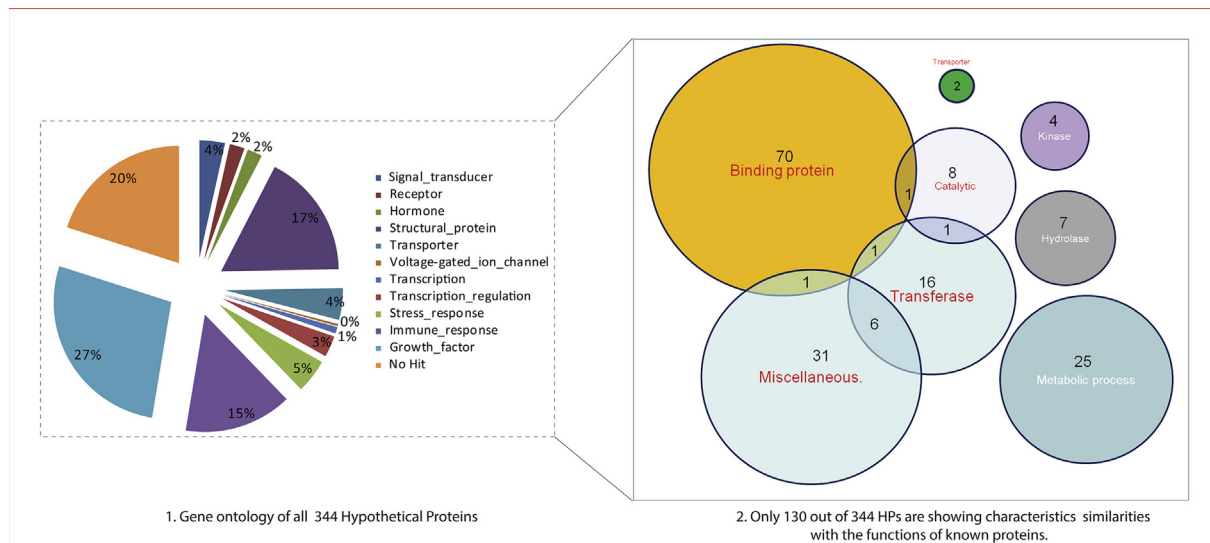 4%
2%
2%
17%
4%
0%
1%
3%
5%
15%
27%
20%
Signal_transducer
Receptor
Hormone
Structural_protein
Transporter
Voltage-gated_ion_channel
Transcription
Transcription_regulation
Stress_response
Immune_response
Growth_factor
No Hit
1. Gene ontology of all 344 Hypothetical Proteins
Transporter
2
4
Kinase
70
Binding protein
8
Catalytic
1
1
7
Hydrolase
1
1
16
Transferase
6
31
Miscellaneous.
25
Metabolic process
2. Only 130 out of 344 HPs are showing characteristics similarities
with the functions of known proteins.